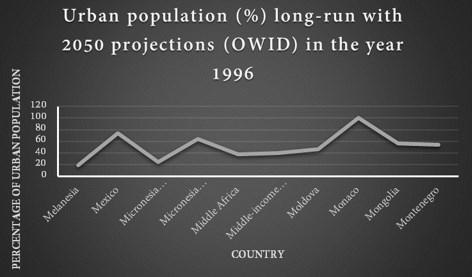 Urban population (%) long-run with
2050 projections (OWID) in the year
1996
PERCENTAGE OF URBAN POPULATION
120
100
80
60
40
20
0
Melanesia
Mexico
Micronesia…
Micronesia…
Middle Africa
Middle-income…
Moldova
Monaco
Mongolia
Montenegro
COUNTRY